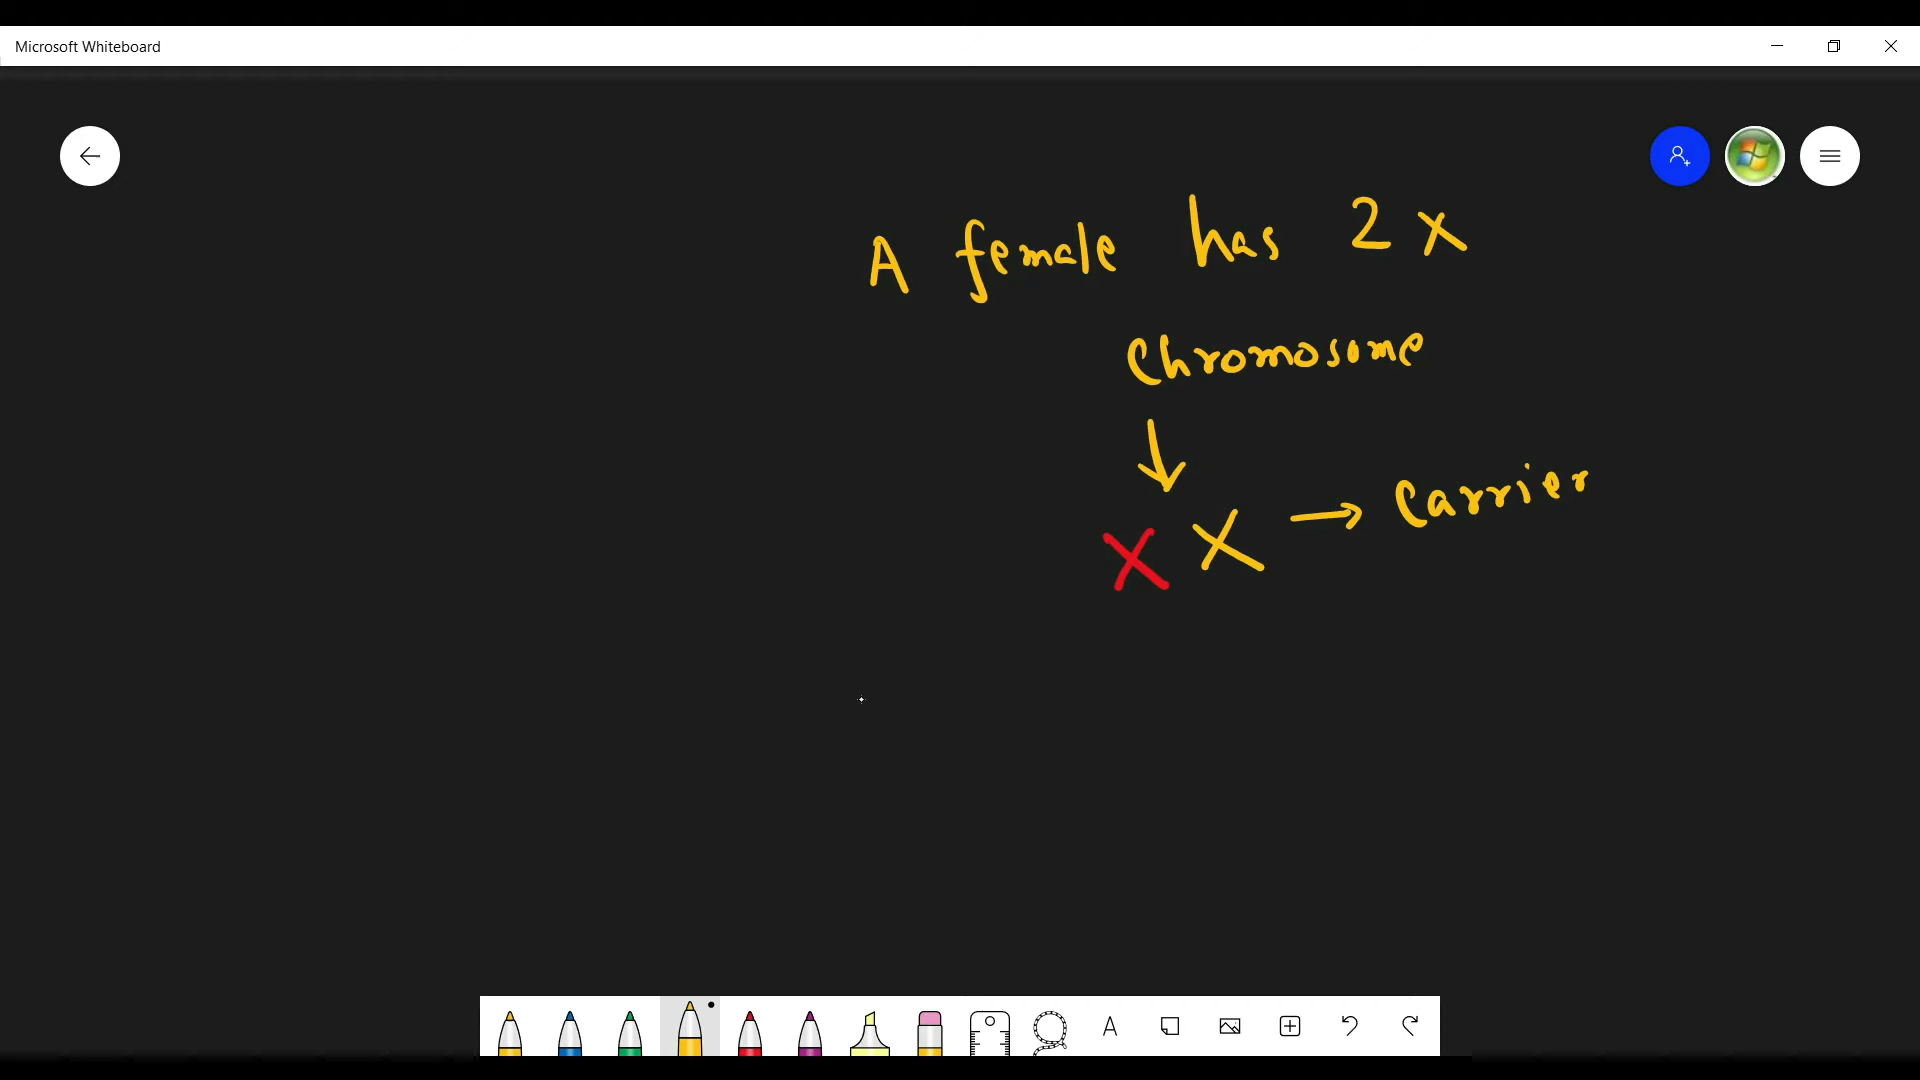 Microsoft Whiteboard
A female has 2 X
Chromosome
X X → Carrier
A